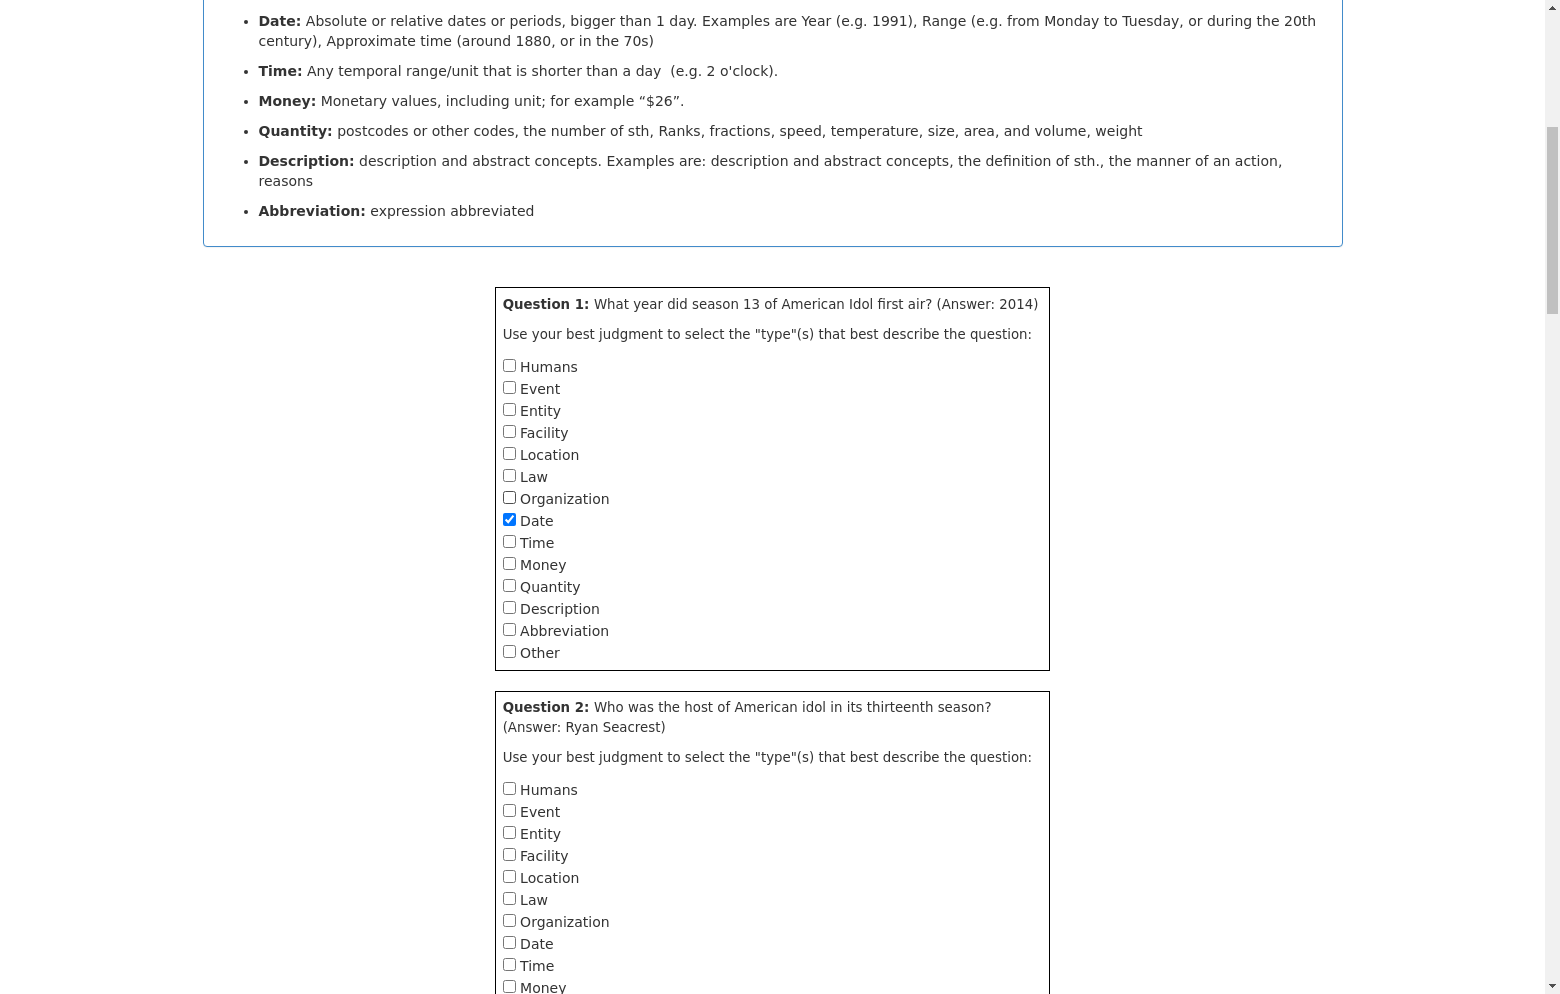 Date: Absolute or relative dates or periods, bigger than 1 day. Examples are Year (e.g. 1991), Range (e.g. from Monday to Tuesday, or during the 20th
century), Approximate time (around 1880, or in the 70s)
Time: Any temporal range/unit that is shorter than a day  (e.g. 2 o'clock).
Money: Monetary values, including unit; for example “$26”.
Quantity: postcodes or other codes, the number of sth, Ranks, fractions, speed, temperature, size, area, and volume, weight
Description: description and abstract concepts. Examples are: description and abstract concepts, the definition of sth., the manner of an action,
reasons
Abbreviation: expression abbreviated
Question 1: What year did season 13 of American Idol first air? (Answer: 2014)
Use your best judgment to select the "type"(s) that best describe the question:
Humans
Event
Entity
Facility
Location
Law
Organization
Date
Time
Money
Quantity
Description
Abbreviation
Other
Question 2: Who was the host of American idol in its thirteenth season?
(Answer: Ryan Seacrest)
Use your best judgment to select the "type"(s) that best describe the question:
Humans
Event
Entity
Facility
Location
Law
Organization
Date
Time
Money